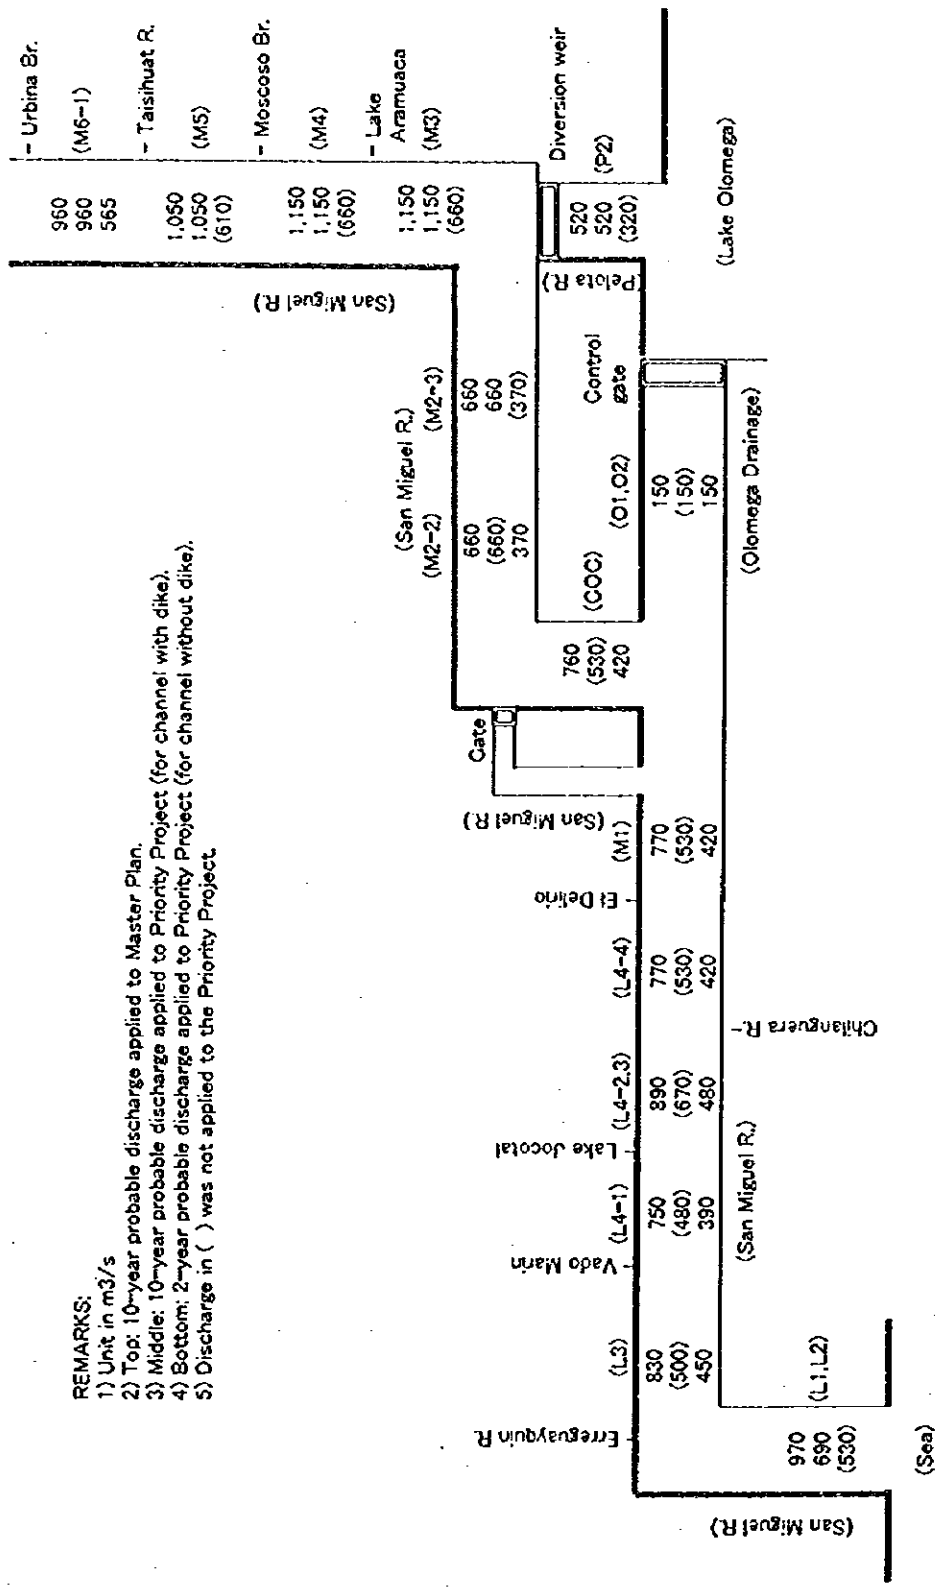 REMARKS:
1) Unit in m3/s
2) Top: 10-year probable discharge applied to Master Plan.
3) Middle: 10-year probable discharge applied to Priority Project (for channel with dike).
4) Bottom: 2-year probable discharge applied to Priority Project (for channel without dike).
5) Discharge in ( ) was not applied to the Priority Project.
- Urbina Br.
960
960
565
(M6-1)
- Taisihuat R.
1,050
1,050
(610)
(M5)
- Moscoso Br.
1,150
1,150
(660)
(M4)
- Lake
Aramuaca
1,150
1,150
(660)
(M3)
(San Miguel R.)
Diversion weir
520
520
(320)
(P2)
(Pelota R.)
(Lake Olomega)
(San Miguel R.)
(M2-2)
660
(660)
370
(M2-3)
660
660
(370)
Control
gate
(COC)
760
(530)
420
(O1,O2)
150
(150)
150
(Olomega Drainage)
Gate
(San Miguel R.)
(M1)
770
(530)
420
El Delirio
(L4-4)
770
(530)
420
Chilanguera R.
(L4-2,3)
890
(670)
480
Lake Jocotal
(L4-1)
750
(480)
390
Vado Marin
(San Miguel R.)
(L3)
830
(500)
450
Erreguayquin R.
(L1,L2)
970
690
(530)
(Sea)
(San Miguel R.)